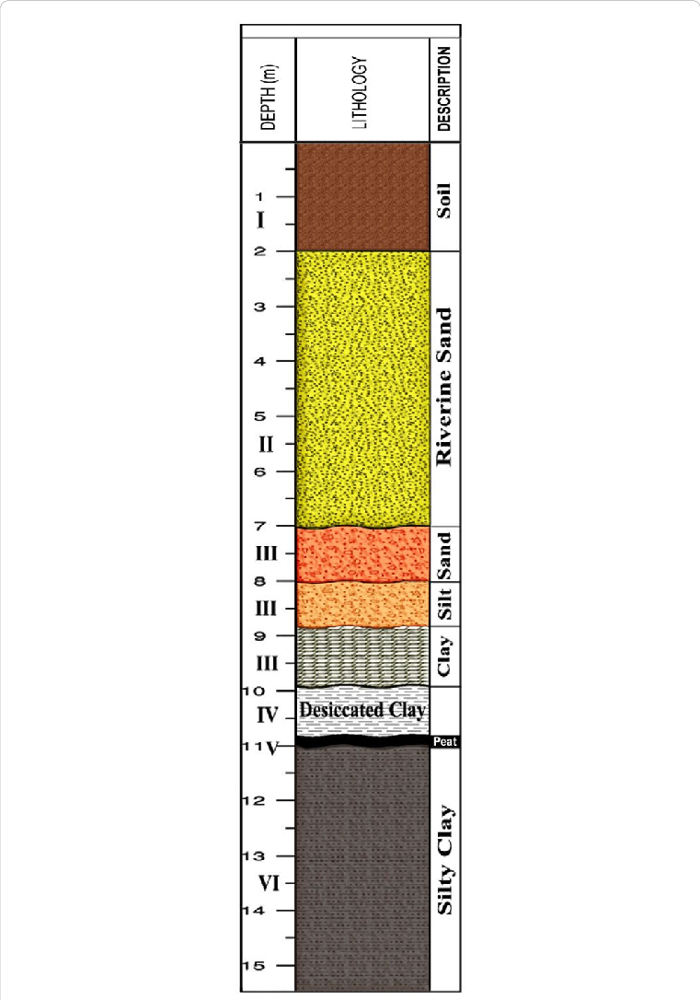 DEPTH (m)
LITHOLOGY
DESCRIPTION
1
I
2
3
4
5
II
6
7
III
8
III
9
III
10
IV
11
V
12
13
VI
14
15
Desiccated Clay
Soil
Riverine Sand
Sand
Silt
Clay
Peat
Silty Clay